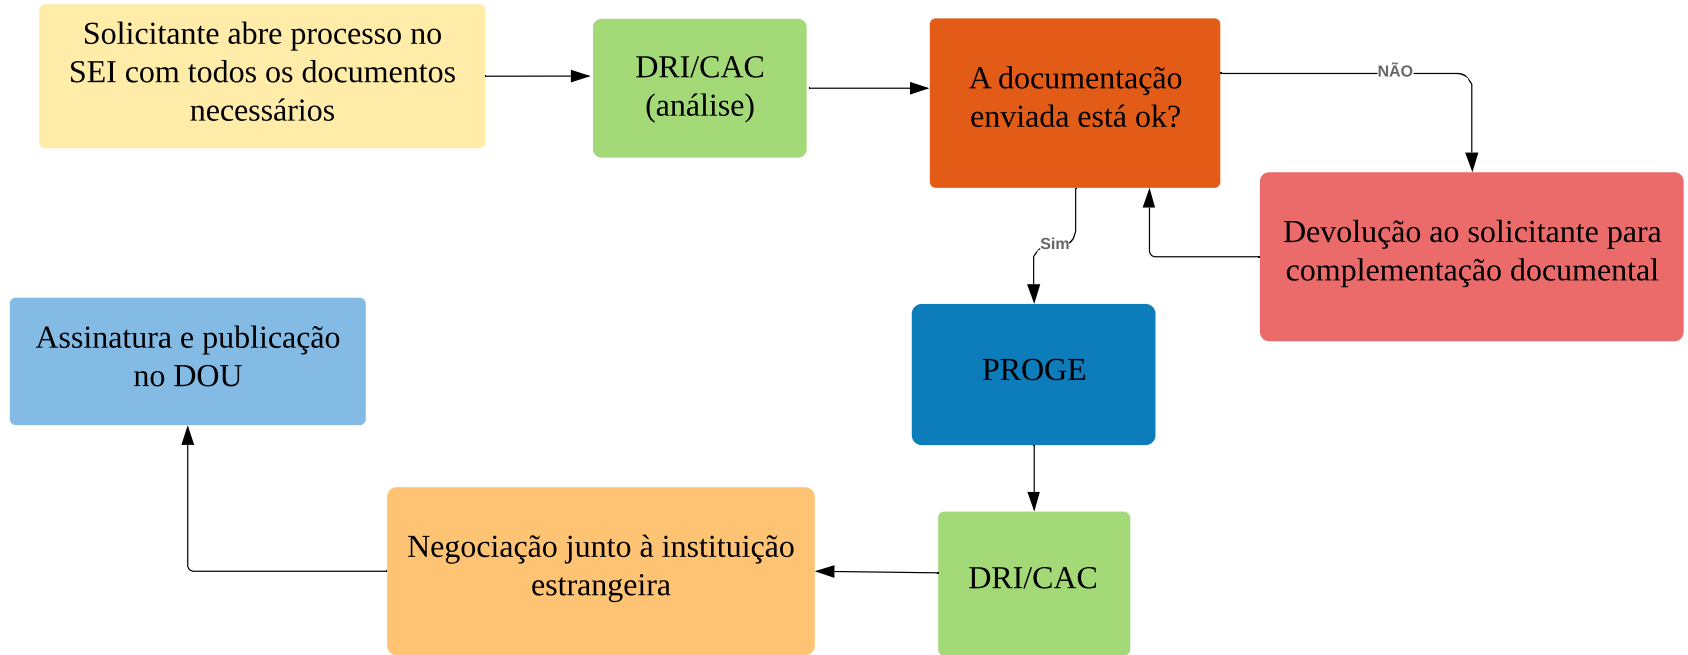 Solicitante abre processo no
SEI com todos os documentos
necessários
DRI/CAC
(análise)
A documentação
enviada está ok?
NÃO
Devolução ao solicitante para
complementação documental
Sim
PROGE
DRI/CAC
Negociação junto à instituição
estrangeira
Assinatura e publicação
no DOU